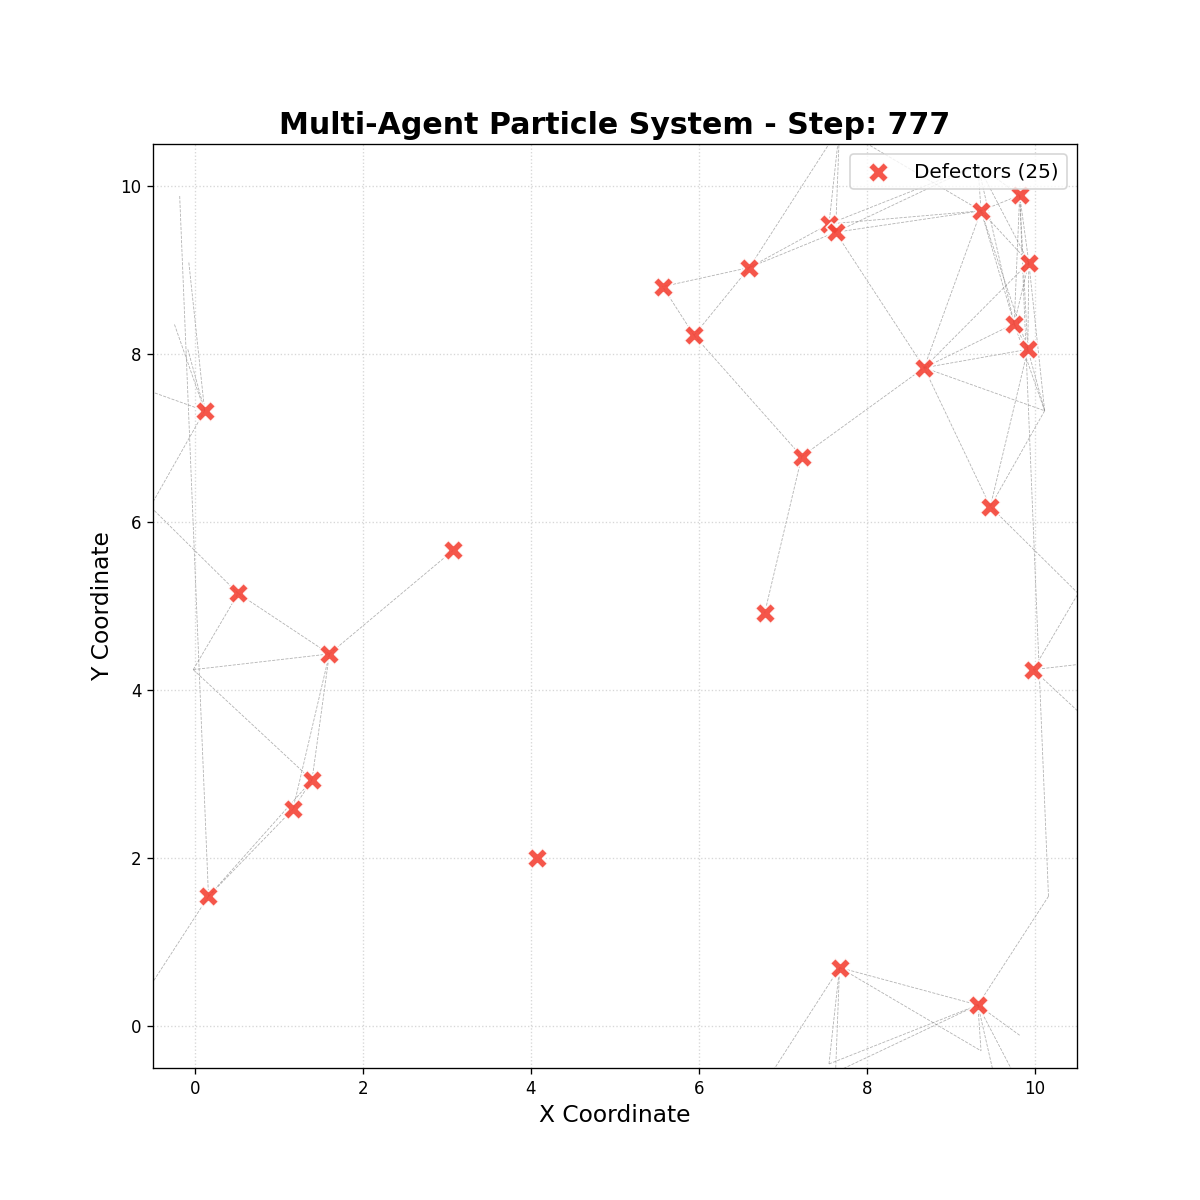 Multi-Agent Particle System - Step: 777
Defectors (25)
Y Coordinate
10
8
6
4
2
0
0 2 4 6 8 10
X Coordinate